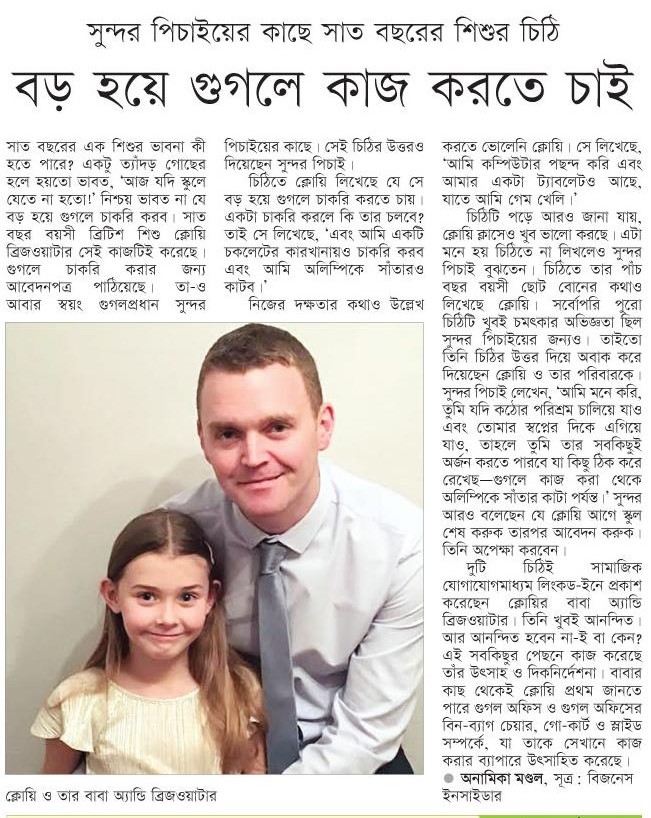 সুন্দর পিচাইয়ের কাছে সাত বছরের শিশুর চিঠি
বড় হয়ে গুগলে কাজ করতে চাই
সাত বছরের এক শিশুর ভাবনা কী
হতে পারে? একটু ত্যাঁদড় গোছের
হলে হয়তো ভাবত, ‘আজ যদি স্কুলে
যেতে না হতো!’ নিশ্চয় ভাবত না যে
বড় হয়ে গুগলে চাকরি করব। সাত
বছর বয়সী ব্রিটিশ শিশু ক্লোয়ি
ব্রিজওয়াটার সেই কাজটিই করেছে।
গুগলে চাকরি করার জন্য
আবেদনপত্র পাঠিয়েছে। তা-ও
আবার স্বয়ং গুগলপ্রধান সুন্দর
পিচাইয়ের কাছে। সেই চিঠির উত্তরও
দিয়েছেন সুন্দর পিচাই।
চিঠিতে ক্লোয়ি লিখেছে যে সে
বড় হয়ে গুগলে চাকরি করতে চায়।
একটা চাকরি করলে কি তার চলবে?
তাই সে লিখেছে, ‘এবং আমি একটি
চকলেটের কারখানায়ও চাকরি করব
এবং আমি অলিম্পিকে সাঁতারও
কাটব।’
নিজের দক্ষতার কথাও উল্লেখ
করতে ভোলেনি ক্লোয়ি। সে লিখেছে,
‘আমি কম্পিউটার পছন্দ করি এবং
আমার একটা ট্যাবলেটও আছে,
যাতে আমি গেম খেলি।’
চিঠিটি পড়ে আরও জানা যায়,
ক্লোয়ি ক্লাসেও খুব ভালো করছে। এটা
মনে হয় চিঠিতে না লিখলেও সুন্দর
পিচাই বুঝতেন। চিঠিতে তার পাঁচ
বছর বয়সী ছোট বোনের কথাও
লিখেছে ক্লোয়ি। সর্বোপরি পুরো
চিঠিটি খুবই চমৎকার অভিজ্ঞতা ছিল
সুন্দর পিচাইয়ের জন্যও। তাইতো
তিনি চিঠির উত্তর দিয়ে অবাক করে
দিয়েছেন ক্লোয়ি ও তার পরিবারকে।
সুন্দর পিচাই লেখেন, ‘আমি মনে করি,
তুমি যদি কঠোর পরিশ্রম চালিয়ে যাও
এবং তোমার স্বপ্নের দিকে এগিয়ে
যাও, তাহলে তুমি তার সবকিছুই
অর্জন করতে পারবে যা কিছু ঠিক করে
রেখেছ—গুগলে কাজ করা থেকে
অলিম্পিকে সাঁতার কাটা পর্যন্ত।’ সুন্দর
আরও বলেছেন যে ক্লোয়ি আগে স্কুল
শেষ করুক তারপর আবেদন করুক।
তিনি অপেক্ষা করবেন।
দুটি চিঠিই সামাজিক
যোগাযোগমাধ্যম লিংকড-ইনে প্রকাশ
করেছেন ক্লোয়ির বাবা অ্যান্ডি
ব্রিজওয়াটার। তিনি খুবই আনন্দিত।
আর আনন্দিত হবেন না-ই বা কেন?
এই সবকিছুর পেছনে কাজ করেছে
তাঁর উৎসাহ ও দিকনির্দেশনা। বাবার
কাছ থেকেই ক্লোয়ি প্রথম জানতে
পারে গুগল অফিস ও গুগল অফিসের
বিন-ব্যাগ চেয়ার, গো-কার্ট ও স্লাইড
সম্পর্কে, যা তাকে সেখানে কাজ
করার ব্যাপারে উৎসাহিত করেছে।
● অনামিকা মণ্ডল, সূত্র : বিজনেস
ইনসাইডার
ক্লোয়ি ও তার বাবা অ্যান্ডি ব্রিজওয়াটার